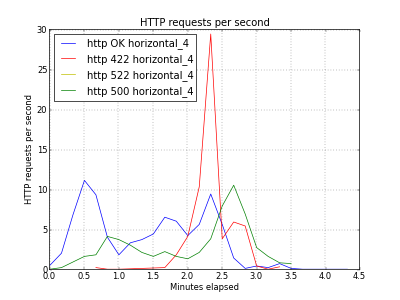 HTTP requests per second
30
25
20
15
10
5
0
HTTP requests per second
http OK horizontal_4
http 422 horizontal_4
http 522 horizontal_4
http 500 horizontal_4
0.0 0.5 1.0 1.5 2.0 2.5 3.0 3.5 4.0 4.5
Minutes elapsed